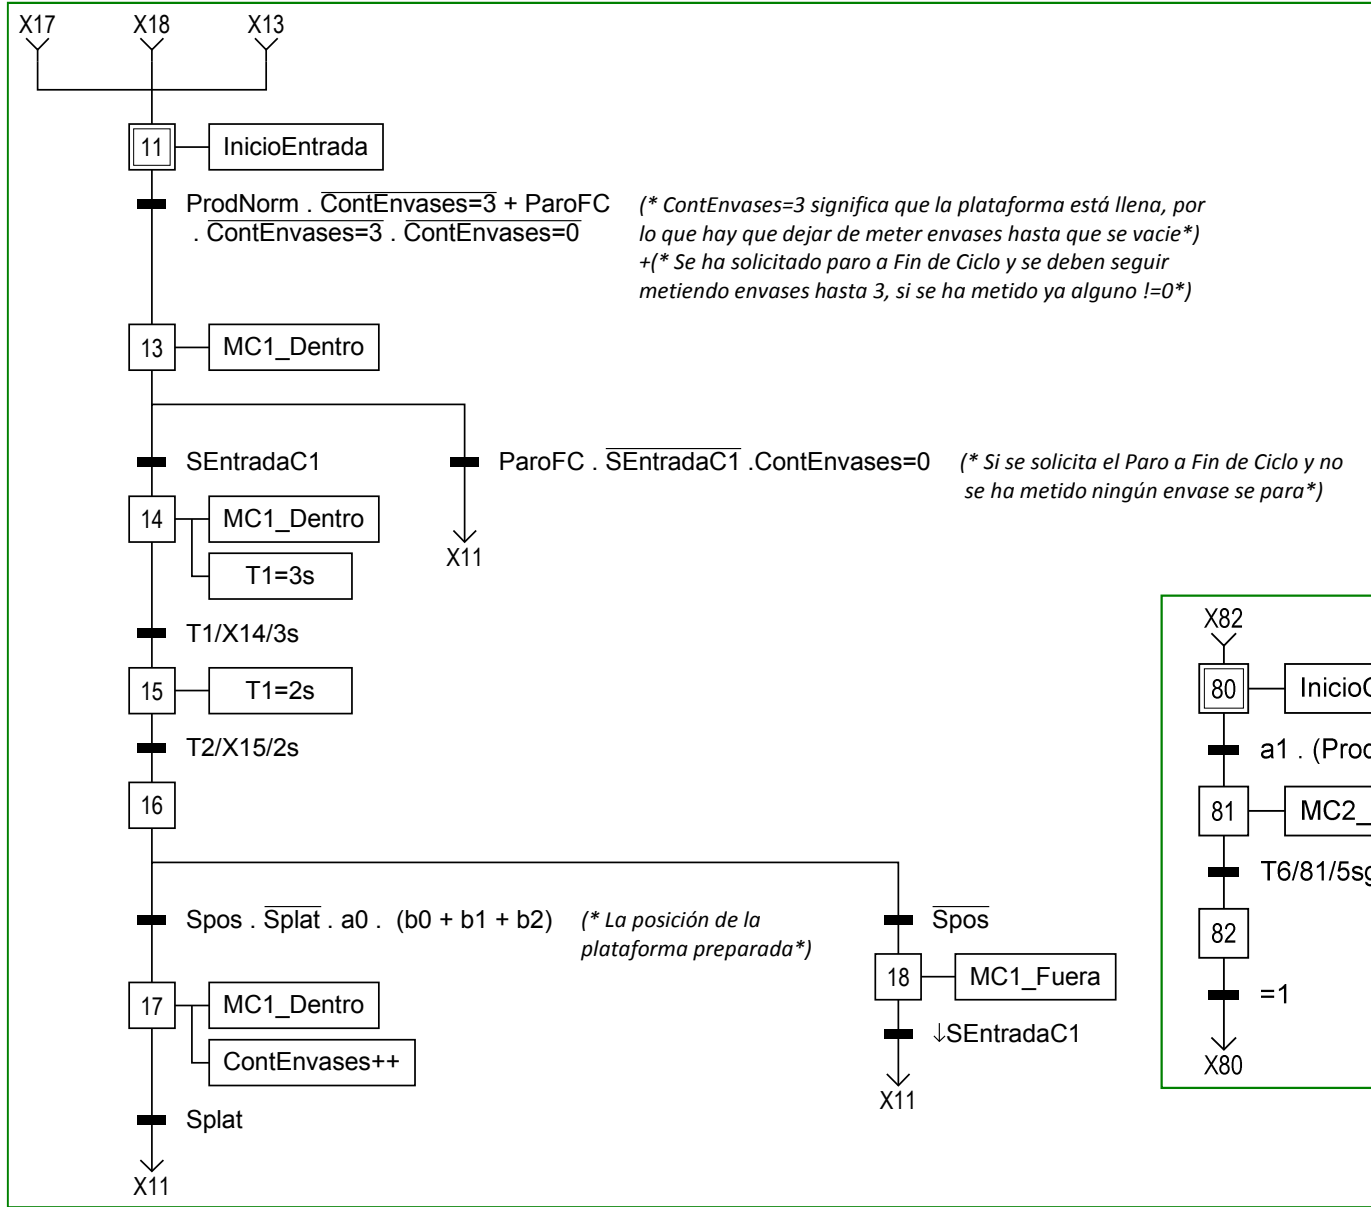 X17 X18 X13
11 InicioEntrada
ProdNorm . ContEnvases=3 + ParoFC
. ContEnvases=3 . ContEnvases=0
(* ContEnvases=3 significa que la plataforma está llena, por
lo que hay que dejar de meter envases hasta que se vacie*)
+(* Se ha solicitado paro a Fin de Ciclo y se deben seguir
metiendo envases hasta 3, si se ha metido ya alguno !=0*)
13 MC1_Dentro
SEntradaC1
ParoFC . SEntradaC1 .ContEnvases=0
(* Si se solicita el Paro a Fin de Ciclo y no
se ha metido ningún envase se para*)
14 MC1_Dentro
T1=3s
X11
T1/X14/3s
15 T1=2s
T2/X15/2s
16
Spos . Splat . a0 . (b0 + b1 + b2)
(* La posición de la
plataforma preparada*)
Spos
17 MC1_Dentro
ContEnvases++
18 MC1_Fuera
↓SEntradaC1
X11
Splat
X11
X82
80
a1 .
81 MC2_
T6/81/5s
82
=1
X80